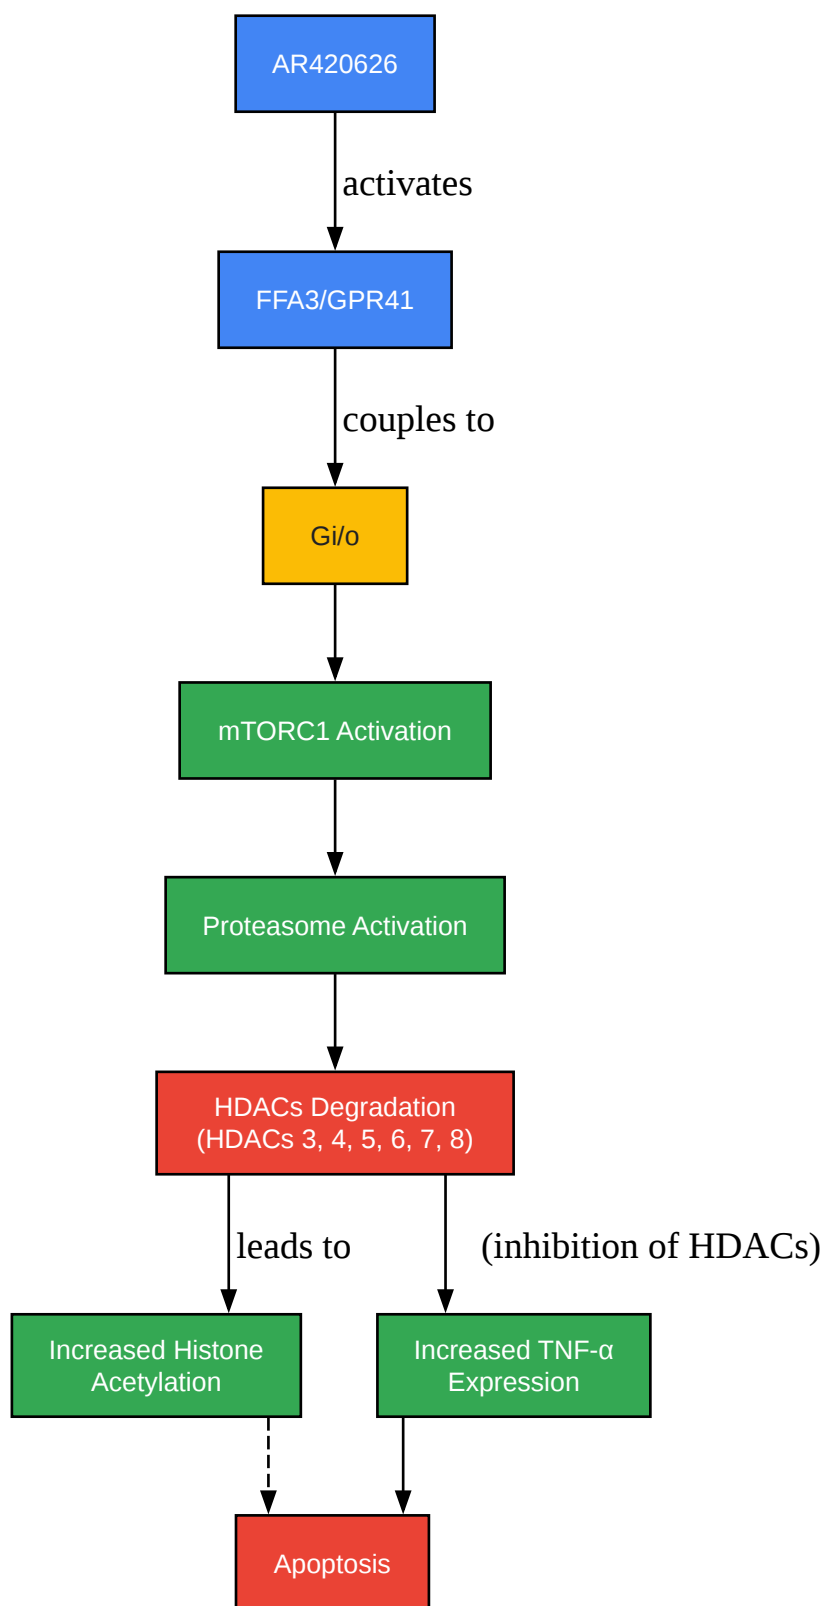 AR420626
activates
FFA3/GPR41
couples to
Gi/o
mTORC1 Activation
Proteasome Activation
HDACs Degradation
(HDACs 3, 4, 5, 6, 7, 8)
leads to
(inhibition of HDACs)
Increased Histone
Acetylation
Increased TNF-α
Expression
Apoptosis